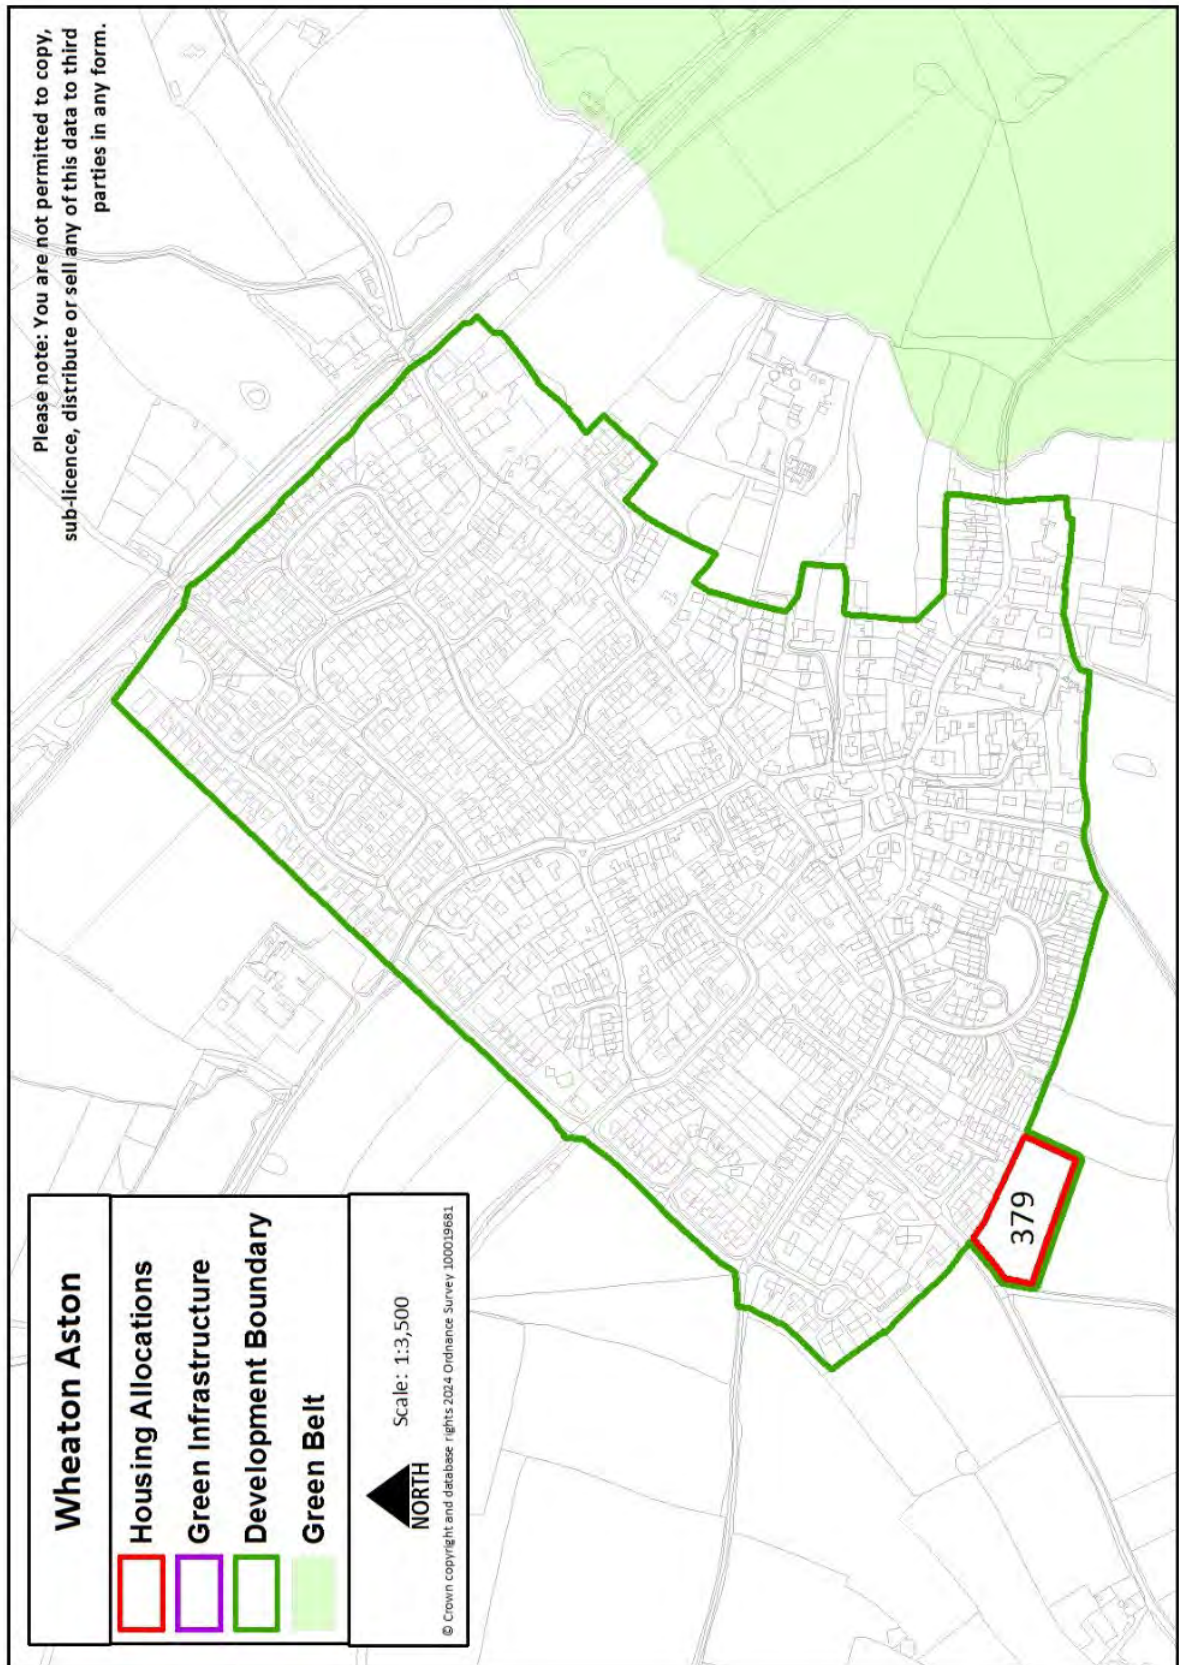 Please note: You are not permitted to copy,
sub-licence, distribute or sell any of this data to third
parties in any form.
Wheaton Aston
Housing Allocations
Green Infrastructure
Development Boundary
Green Belt
NORTH
Scale: 1:3,500
© Crown copyright and database rights 2024 Ordnance Survey 100019681
379